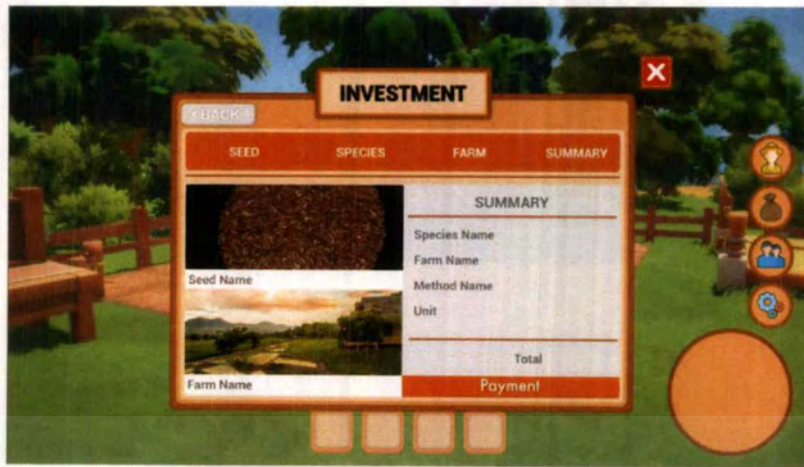 INVESTMENT
< BACK
SEED SPECIES FARM SUMMARY
SUMMARY
Species Name
Farm Name
Method Name
Unit
Total
Payment
Seed Name
Farm Name